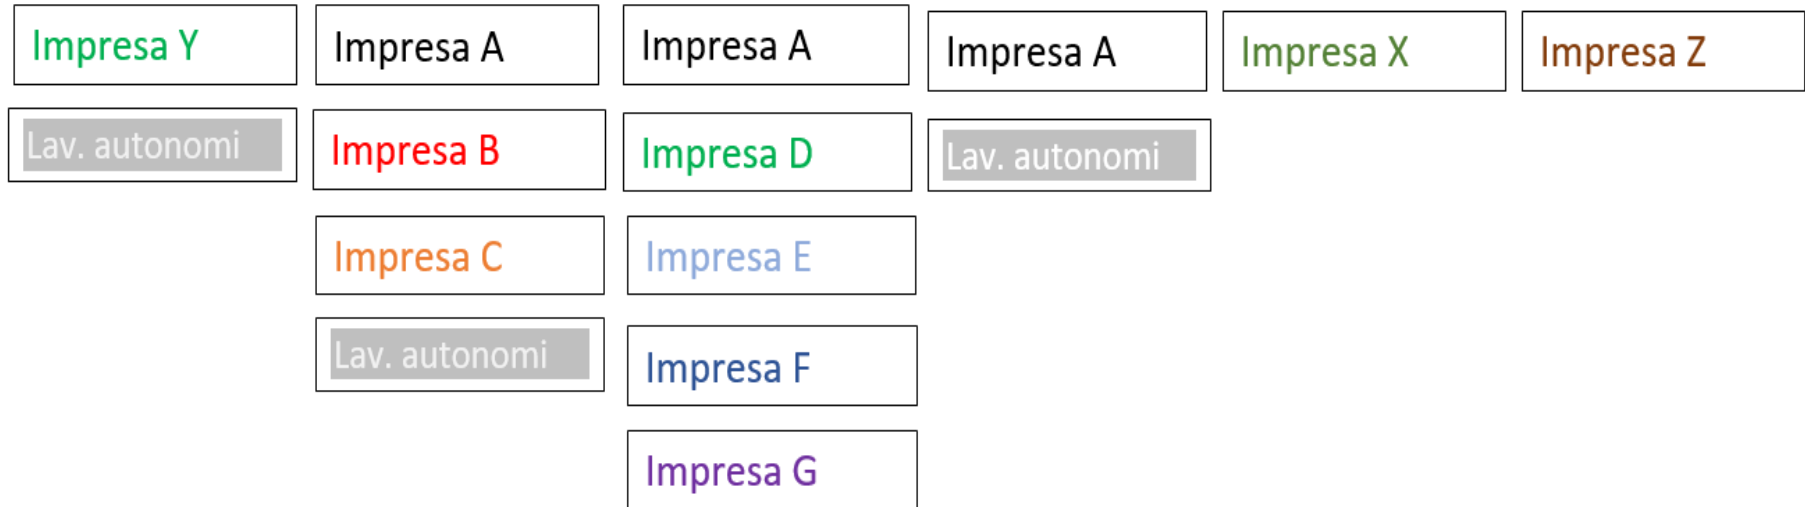 Impresa Y
Impresa A
Impresa A
Impresa A
Impresa X
Impresa Z
Lav. autonomi
Impresa B
Impresa D
Lav. autonomi
Impresa C
Impresa E
Lav. autonomi
Impresa F
Impresa G